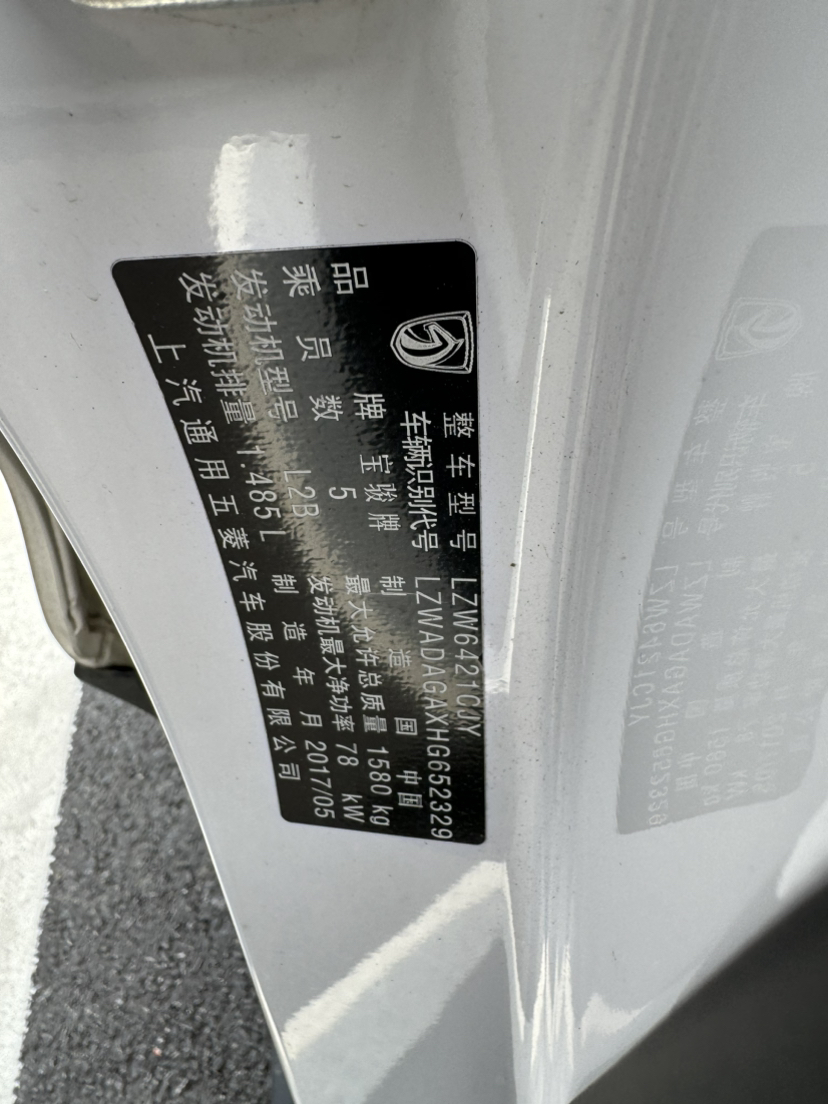 整车型号 LZW6421CJY
车辆识别代号 LZWADAGAXHG652329
品牌 宝骏牌 制造国 中国
乘员数 5 最大允许总质量 1580 kg
发动机型号 L2B 发动机最大净功率 78 kW
发动机排量 1.485L 制造年月 2017/05
上汽通用五菱汽车股份有限公司